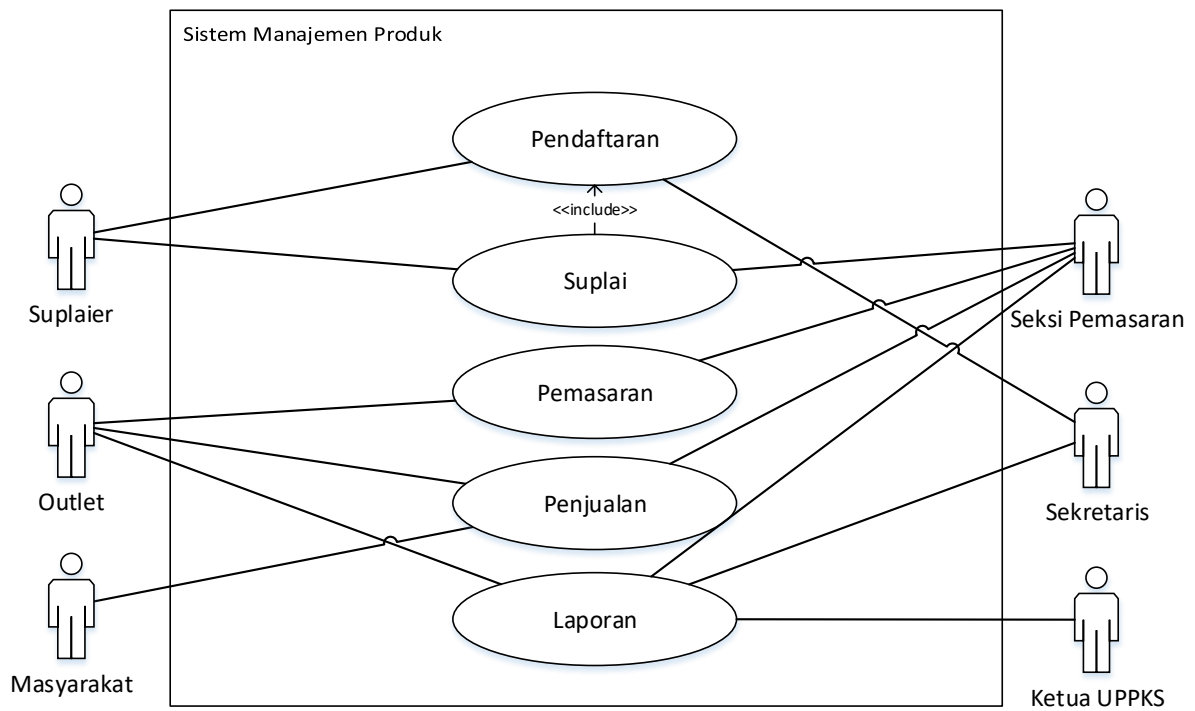 Sistem Manajemen Produk
Pendaftaran
<<include>>
Suplai
Suplaier
Seksi Pemasaran
Pemasaran
Outlet
Penjualan
Sekretaris
Laporan
Masyarakat
Ketua UPPKS